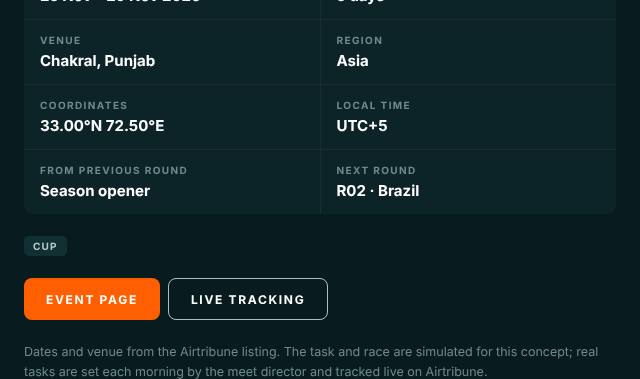 VENUE
Chakral, Punjab
REGION
Asia
COORDINATES
33.00°N 72.50°E
LOCAL TIME
UTC+5
FROM PREVIOUS ROUND
Season opener
NEXT ROUND
R02 · Brazil
CUP
EVENT PAGE
LIVE TRACKING
Dates and venue from the Airtribune listing. The task and race are simulated for this concept; real
tasks are set each morning by the meet director and tracked live on Airtribune.